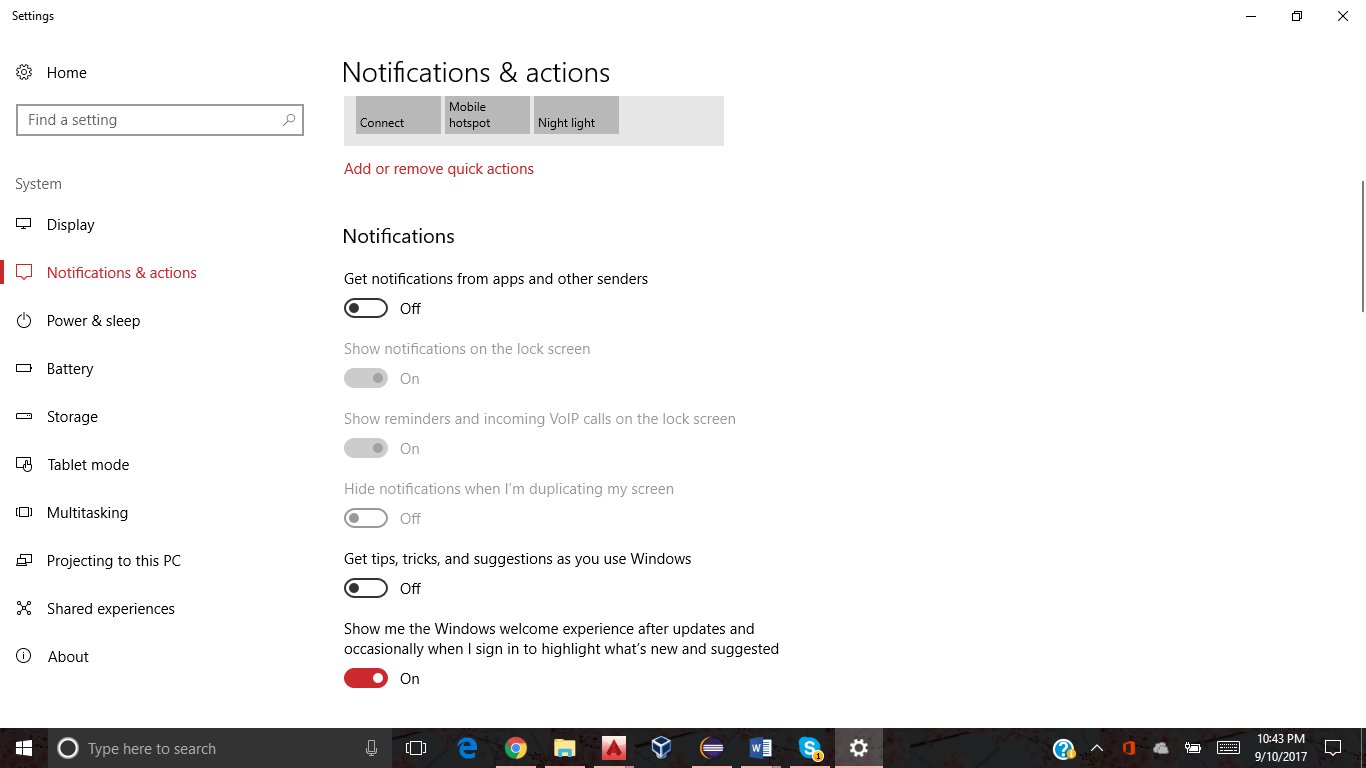 Settings
Home
Find a setting
System
Display
Notifications & actions
Power & sleep
Battery
Storage
Tablet mode
Multitasking
Projecting to this PC
Shared experiences
About
Notifications & actions
Connect
Mobile
hotspot
Night light
Add or remove quick actions
Notifications
Get notifications from apps and other senders
Off
Show notifications on the lock screen
On
Show reminders and incoming VoIP calls on the lock screen
On
Hide notifications when I'm duplicating my screen
Off
Get tips, tricks, and suggestions as you use Windows
Off
Show me the Windows welcome experience after updates and
occasionally when I sign in to highlight what's new and suggested
On
Type here to search
1
10:43 PM
9/10/2017